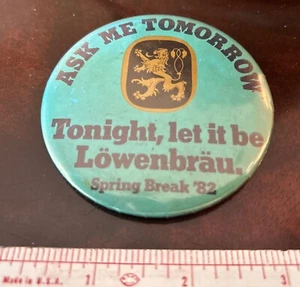 ASK ME TOMORROW
Tonight, let it be
Löwenbräu.
Spring Break '82
Made in U.S.A.
1 2 3